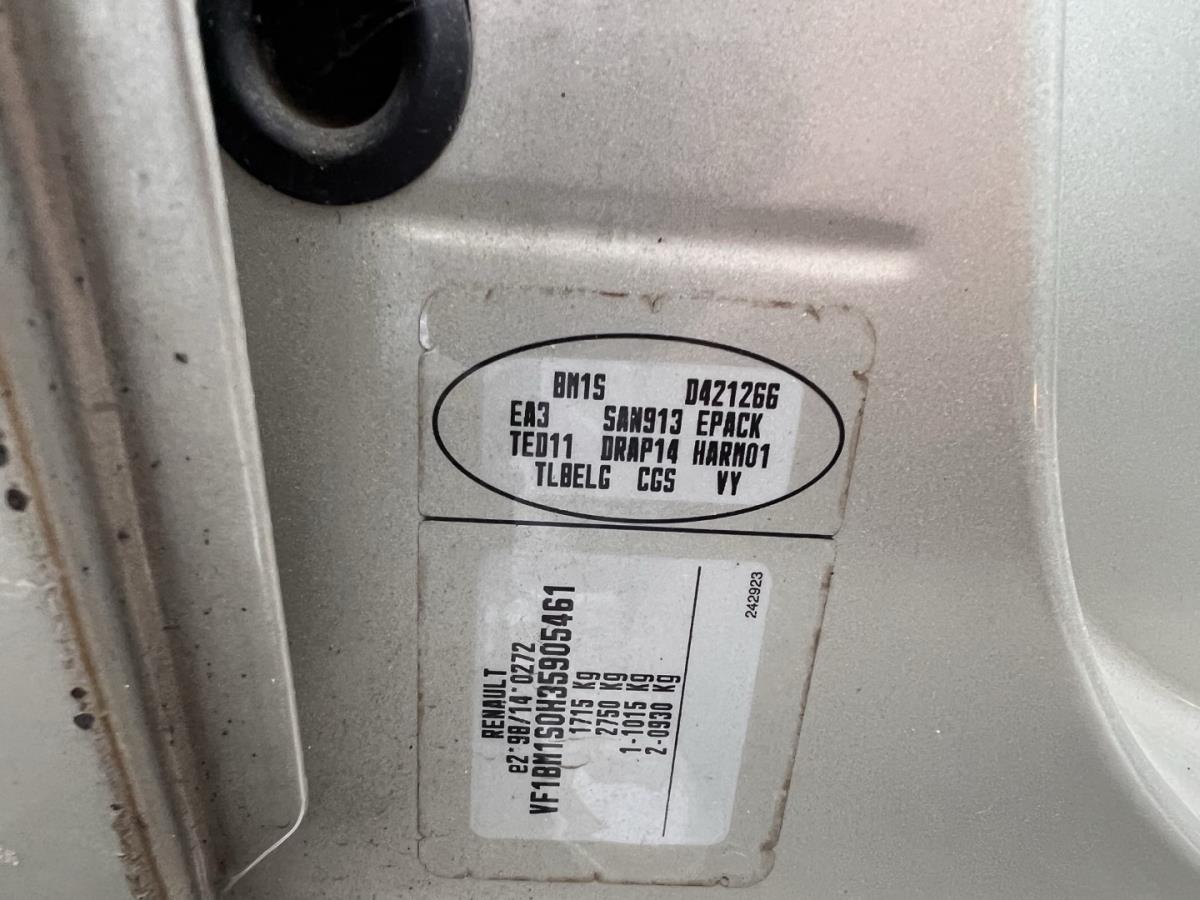 BM1S D421266
EA3 SAN913 EPACK
TED11 DRAP14 HARM01
TLBELG CGS VY
RENAULT
e2*98/14*0272
VF1BM1S0H35905461
1715 Kg
2750 Kg
1-1015 Kg
2-0930 Kg
242923